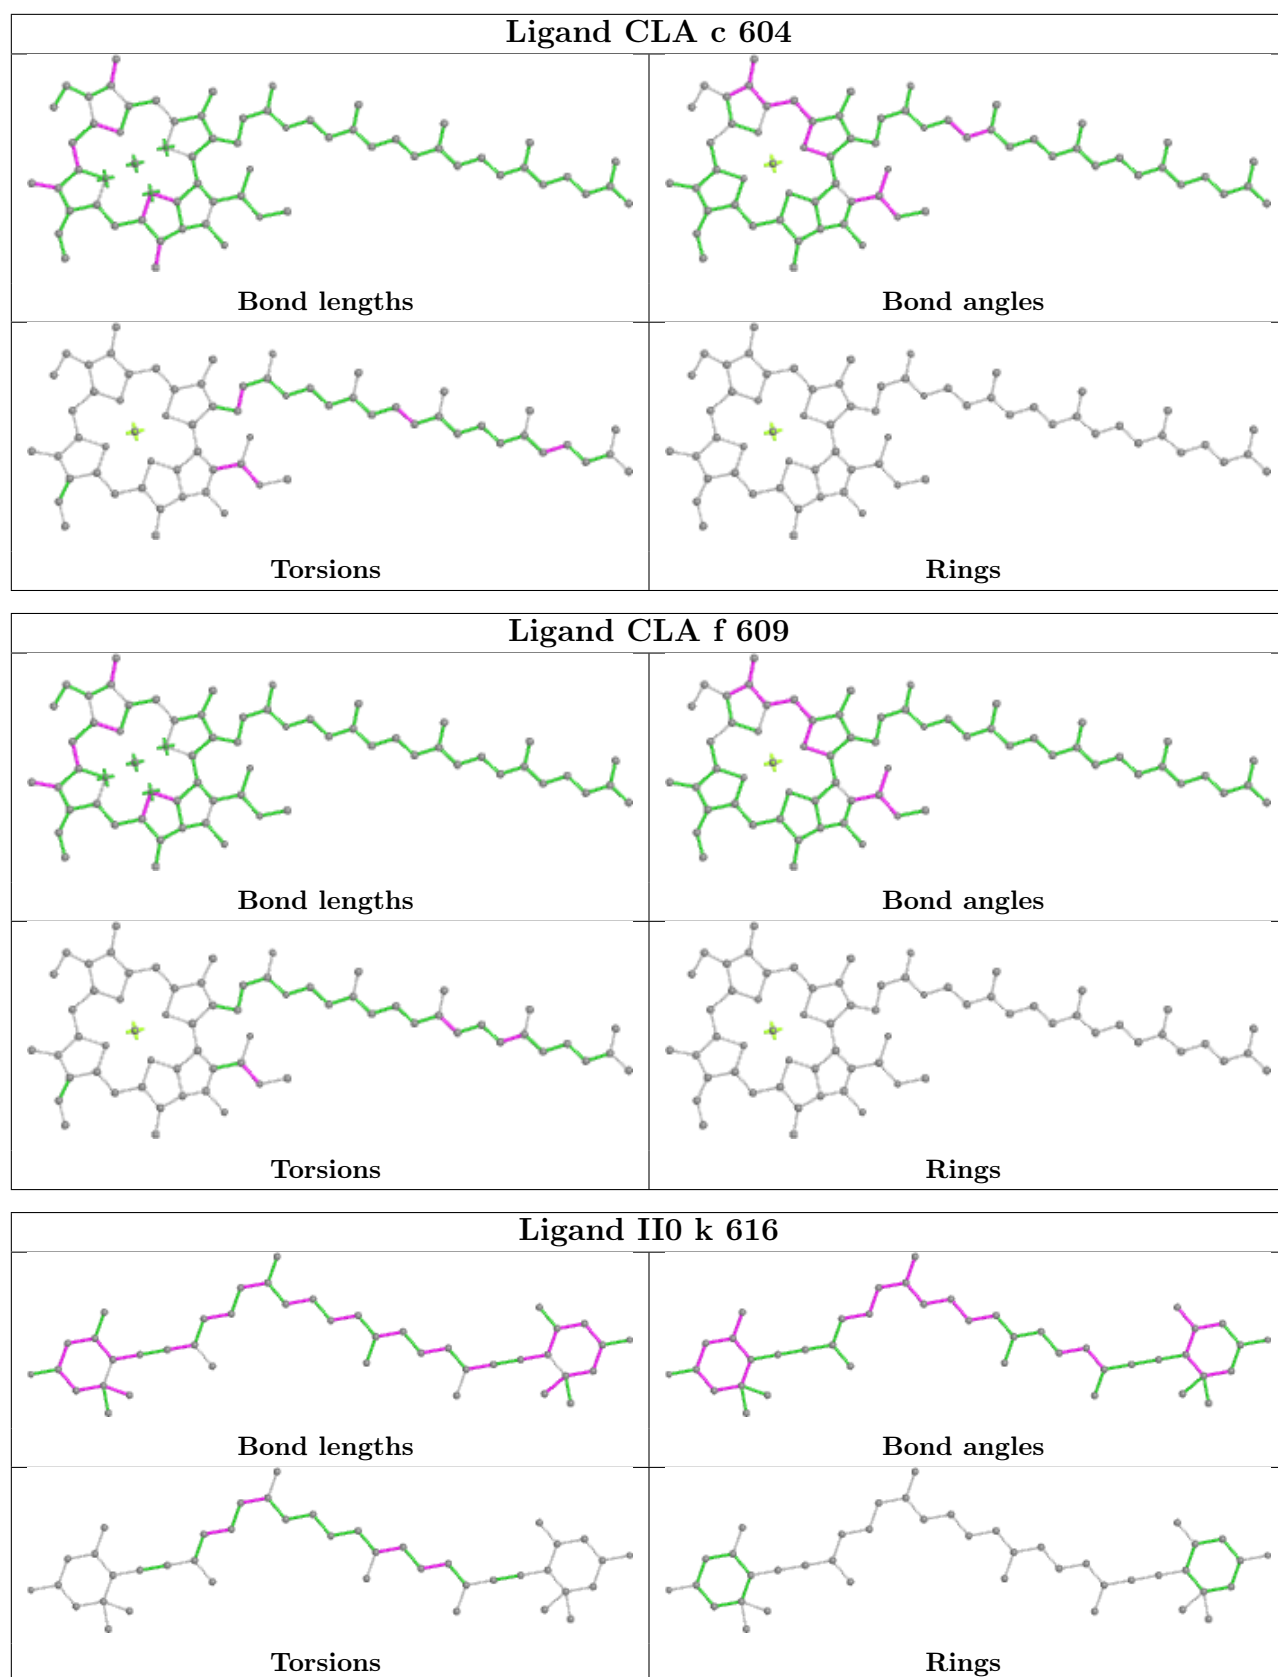 Ligand CLA c 604
Bond lengths
Bond angles
Torsions
Rings
Ligand CLA f 609
Bond lengths
Bond angles
Torsions
Rings
Ligand II0 k 616
Bond lengths
Bond angles
Torsions
Rings